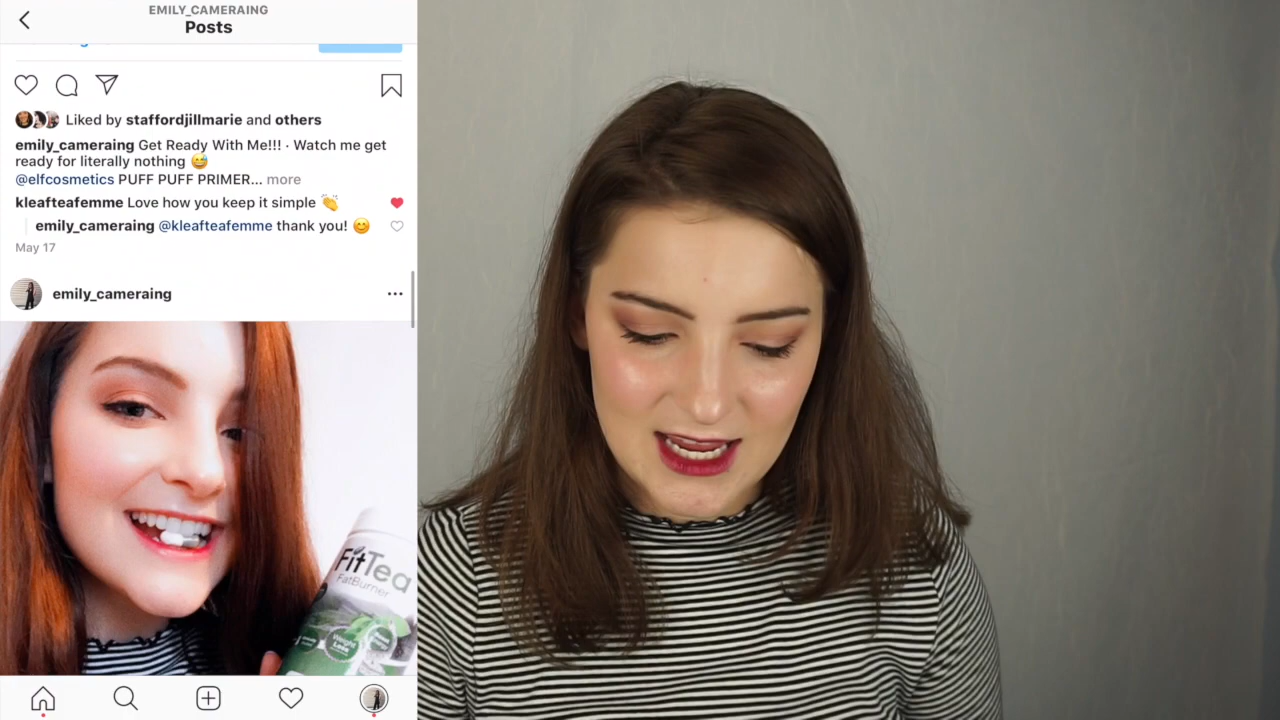 EMILY_CAMERAING
Posts
Liked by staffordjillmarie and others
emily_cameraing Get Ready With Me!!! · Watch me get
ready for literally nothing 😅
@elfcosmetics PUFF PUFF PRIMER... more
kleafteafemme Love how you keep it simple 👏
emily_cameraing @kleafteafemme thank you! 😊
May 17
emily_cameraing
FitTea
FatBurner
Weight
Loss